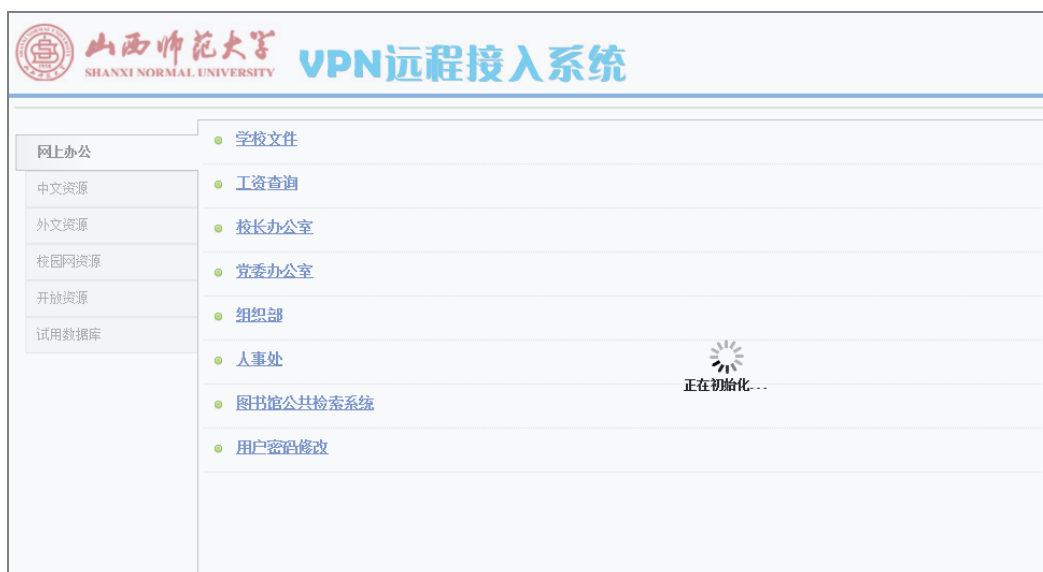 山西师范大学
SHANXI NORMAL UNIVERSITY
VPN远程接入系统
网上办公
中文资源
外文资源
校园网资源
开放资源
试用数据库
学校文件
工资查询
校长办公室
党委办公室
组织部
人事处
图书馆公共检索系统
用户密码修改
正在初始化...